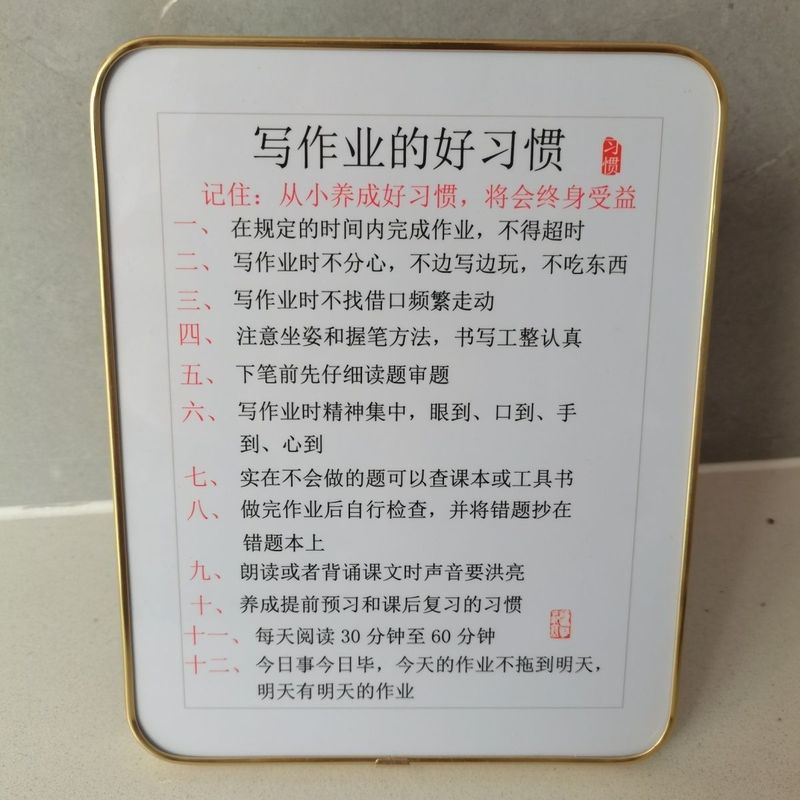 写作业的好习惯
习惯
记住：从小养成好习惯，将会终身受益
一、在规定的时间内完成作业，不得超时
二、写作业时不分心，不边写边玩，不吃东西
三、写作业时不找借口频繁走动
四、注意坐姿和握笔方法，书写工整认真
五、下笔前先仔细读题审题
六、写作业时精神集中，眼到、口到、手
到、心到
七、实在不会做的题可以查课本或工具书
八、做完作业后自行检查，并将错题抄在
错题本上
九、朗读或者背诵课文时声音要洪亮
十、养成提前预习和课后复习的习惯
十一、每天阅读 30 分钟至 60 分钟
十二、今日事今日毕，今天的作业不拖到明天，
明天有明天的作业